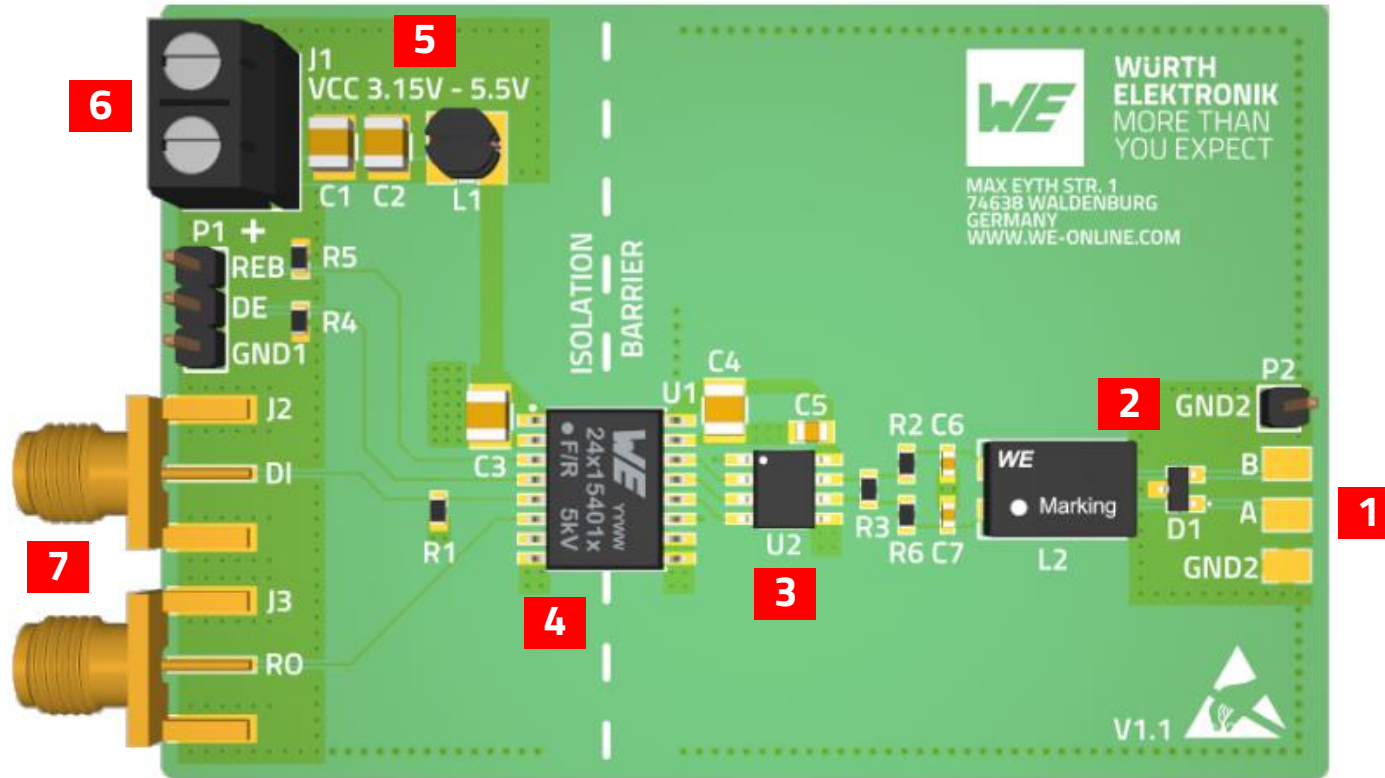 5
J1
VCC 3.15V - 5.5V
6
C1
C2
L1
WE
WÜRTH
ELEKTRONIK
MORE THAN
YOU EXPECT
MAX EYTH STR. 1
74638 WALDENBURG
GERMANY
WWW.WE-ONLINE.COM
P1 +
REB
DE
GND1
R5
R4
ISOLATION
BARRIER
J2
DI
7
J3
RO
C3
R1
U1
WE
YYWW
24x15401x
F/R 5kV
4
C4
C5
U2
3
R3
R2 C6
R6 C7
WE
Marking
L2
2
D1
P2
GND2
B
A
GND2
1
V1.1